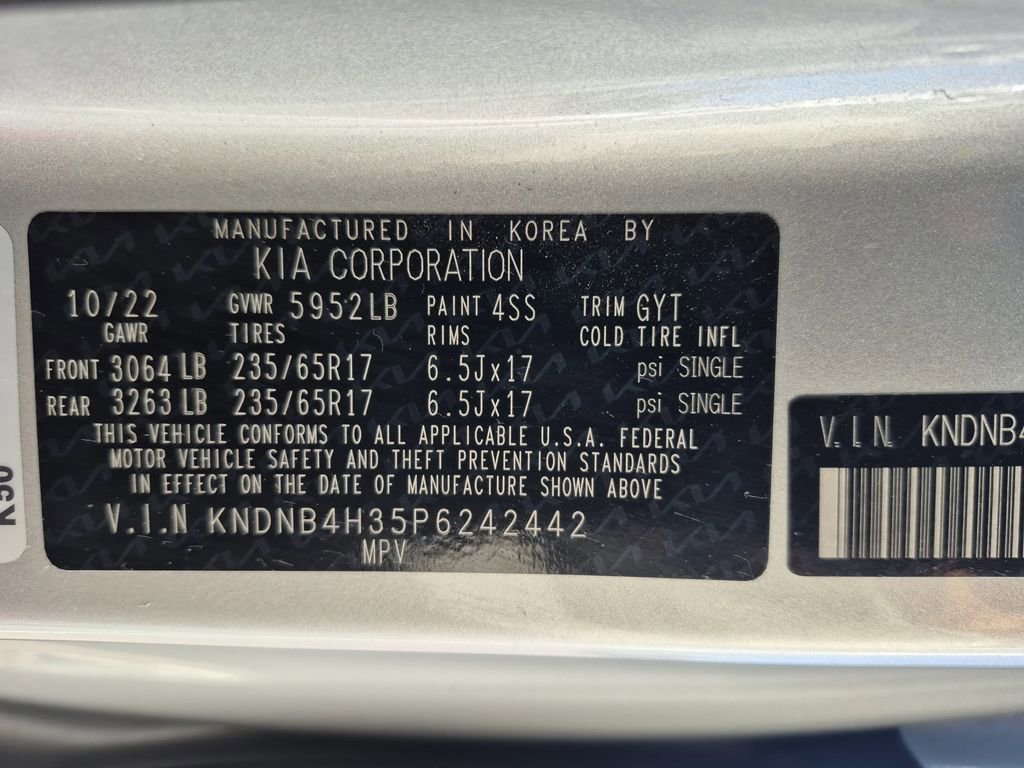 MANUFACTURED IN KOREA BY
KIA CORPORATION
10/22 GVWR 5952LB PAINT 4SS TRIM GYT
GAWR TIRES RIMS COLD TIRE INFL
FRONT 3064 LB 235/65R17 6.5Jx17 psi SINGLE
REAR 3263 LB 235/65R17 6.5Jx17 psi SINGLE
THIS VEHICLE CONFORMS TO ALL APPLICABLE U.S.A. FEDERAL
MOTOR VEHICLE SAFETY AND THEFT PREVENTION STANDARDS
IN EFFECT ON THE DATE OF MANUFACTURE SHOWN ABOVE
V.I.N KNDNB4H35P6242442
MPV
V.I.N KNDNB4